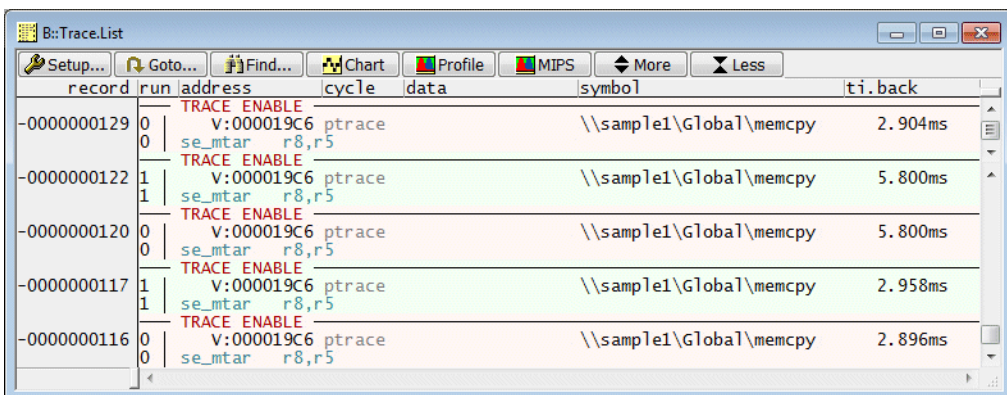 B::Trace.List
Setup... Goto... Find... Chart Profile MIPS More Less
record run address cycle data symbol ti.back
TRACE ENABLE
-0000000129 0 V:000019C6 ptrace \\sample1\Global\memcpy 2.904ms
0 se_mtar r8,r5
TRACE ENABLE
-0000000122 1 V:000019C6 ptrace \\sample1\Global\memcpy 5.800ms
1 se_mtar r8,r5
TRACE ENABLE
-0000000120 0 V:000019C6 ptrace \\sample1\Global\memcpy 5.800ms
0 se_mtar r8,r5
TRACE ENABLE
-0000000117 1 V:000019C6 ptrace \\sample1\Global\memcpy 2.958ms
1 se_mtar r8,r5
TRACE ENABLE
-0000000116 0 V:000019C6 ptrace \\sample1\Global\memcpy 2.896ms
0 se_mtar r8,r5